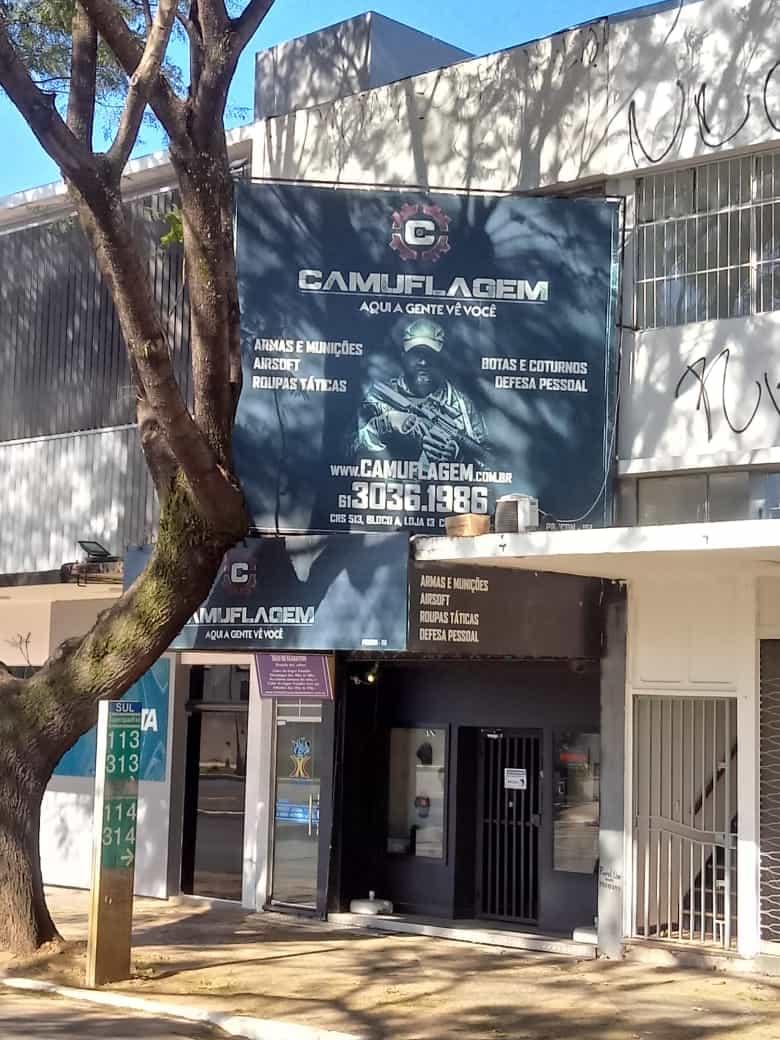 C
CAMUFLAGEM
AQUI A GENTE VÊ VOCÊ
ARMAS E MUNIÇÕES
AIRSOFT
ROUPAS TÁTICAS
BOTAS E COTURNOS
DEFESA PESSOAL
www.CAMUFLAGEM.com.br
61 3036.1986
CRS 513, BLOCO A, LOJA 13
C
AMUFLAGEM
AQUI A GENTE VÊ VOCÊ
ARMAS E MUNIÇÕES
AIRSOFT
ROUPAS TÁTICAS
DEFESA PESSOAL
SUL
113
313
114
314